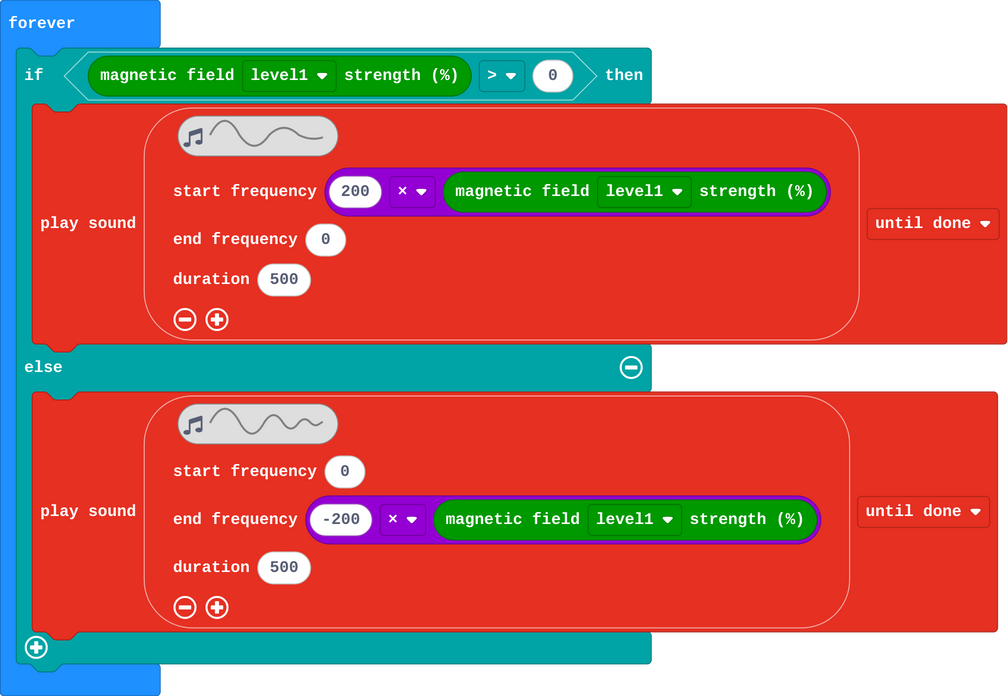 forever
if magnetic field level1 strength (%) > 0 then
start frequency 200 × magnetic field level1 strength (%)
play sound until done
end frequency 0
duration 500
else
start frequency 0
play sound until done
end frequency -200 × magnetic field level1 strength (%)
duration 500